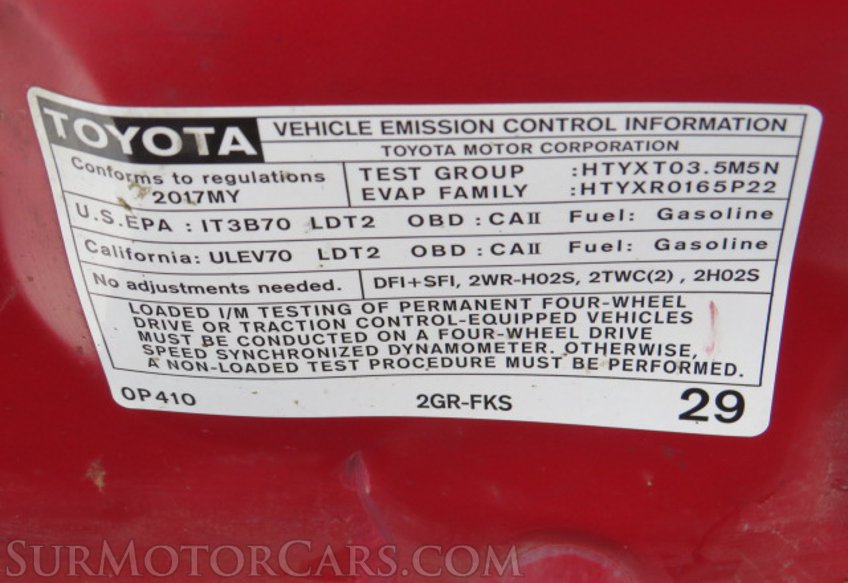 TOYOTA
VEHICLE EMISSION CONTROL INFORMATION
TOYOTA MOTOR CORPORATION
Conforms to regulations
2017MY
TEST GROUP :HTYXT03.5M5N
EVAP FAMILY :HTYXR0165P22
U.S.EPA : IT3B70 LDT2 OBD : CAII Fuel: Gasoline
California: ULEV70 LDT2 OBD : CAII Fuel: Gasoline
No adjustments needed.
DFI+SFI, 2WR-HO2S, 2TWC(2) , 2HO2S
LOADED I/M TESTING OF PERMANENT FOUR-WHEEL
DRIVE OR TRACTION CONTROL-EQUIPPED VEHICLES
MUST BE CONDUCTED ON A FOUR-WHEEL DRIVE
SPEED SYNCHRONIZED DYNAMOMETER. OTHERWISE,
A NON-LOADED TEST PROCEDURE MUST BE PERFORMED.
0P410 2GR-FKS 29
SURMOTORCARS.COM